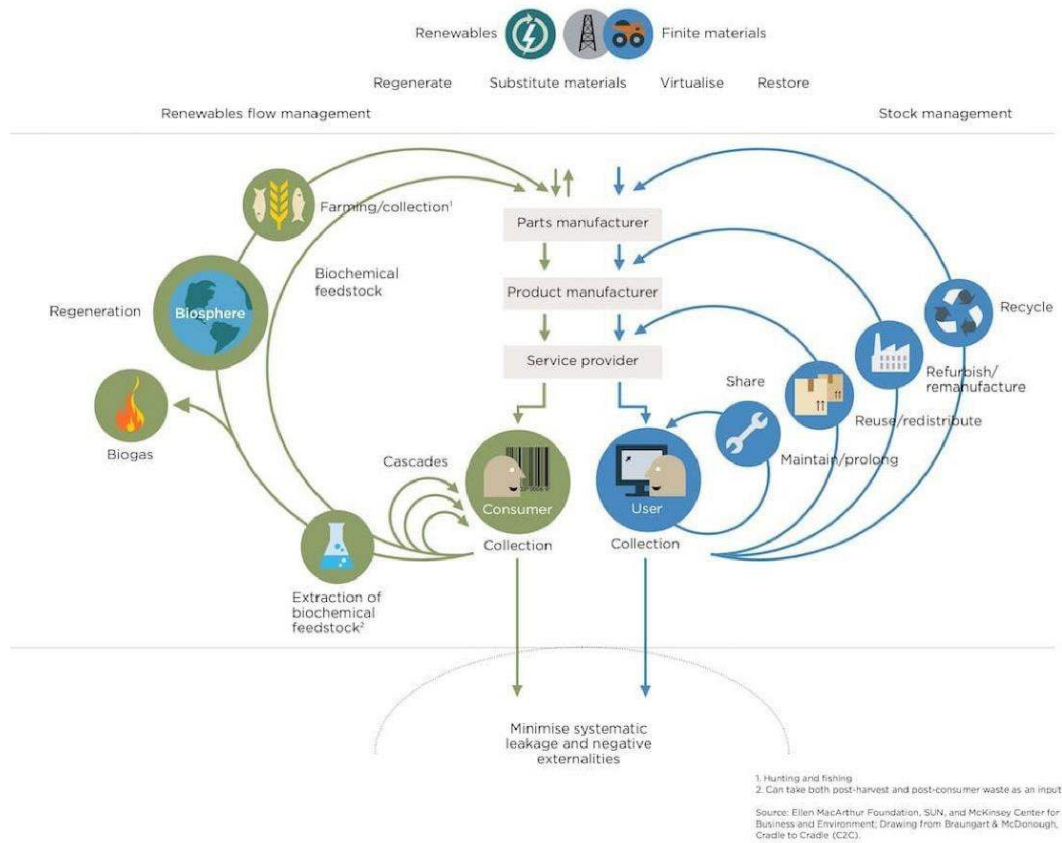 Renewables
Finite materials
Regenerate
Substitute materials
Virtualise
Restore
Renewables flow management
Stock management
Farming/collection¹
Parts manufacturer
Biochemical
feedstock
Regeneration
Biosphere
Product manufacturer
Recycle
Service provider
Share
Refurbish/
remanufacture
Reuse/redistribute
Biogas
Cascades
Maintain/prolong
Consumer
User
Collection
Collection
Extraction of
biochemical
feedstock²
Minimise systematic
leakage and negative
externalities
1. Hunting and fishing
2. Can take both post-harvest and post-consumer waste as an input
Source: Ellen MacArthur Foundation, SUN, and McKinsey Center for
Business and Environment; Drawing from Braungart & McDonough,
Cradle to Cradle (C2C).